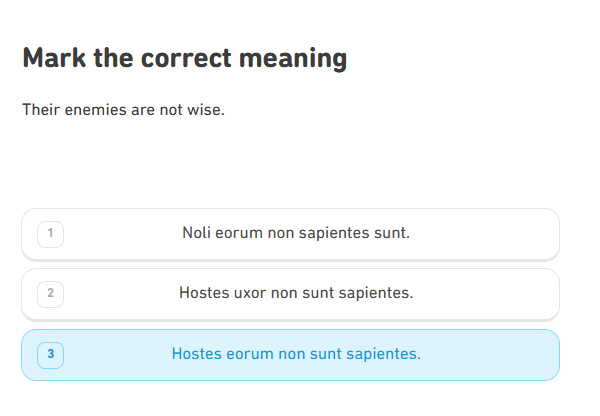 Mark the correct meaning
Their enemies are not wise.
1 Noli eorum non sapientes sunt.
2 Hostes uxor non sunt sapientes.
3 Hostes eorum non sunt sapientes.